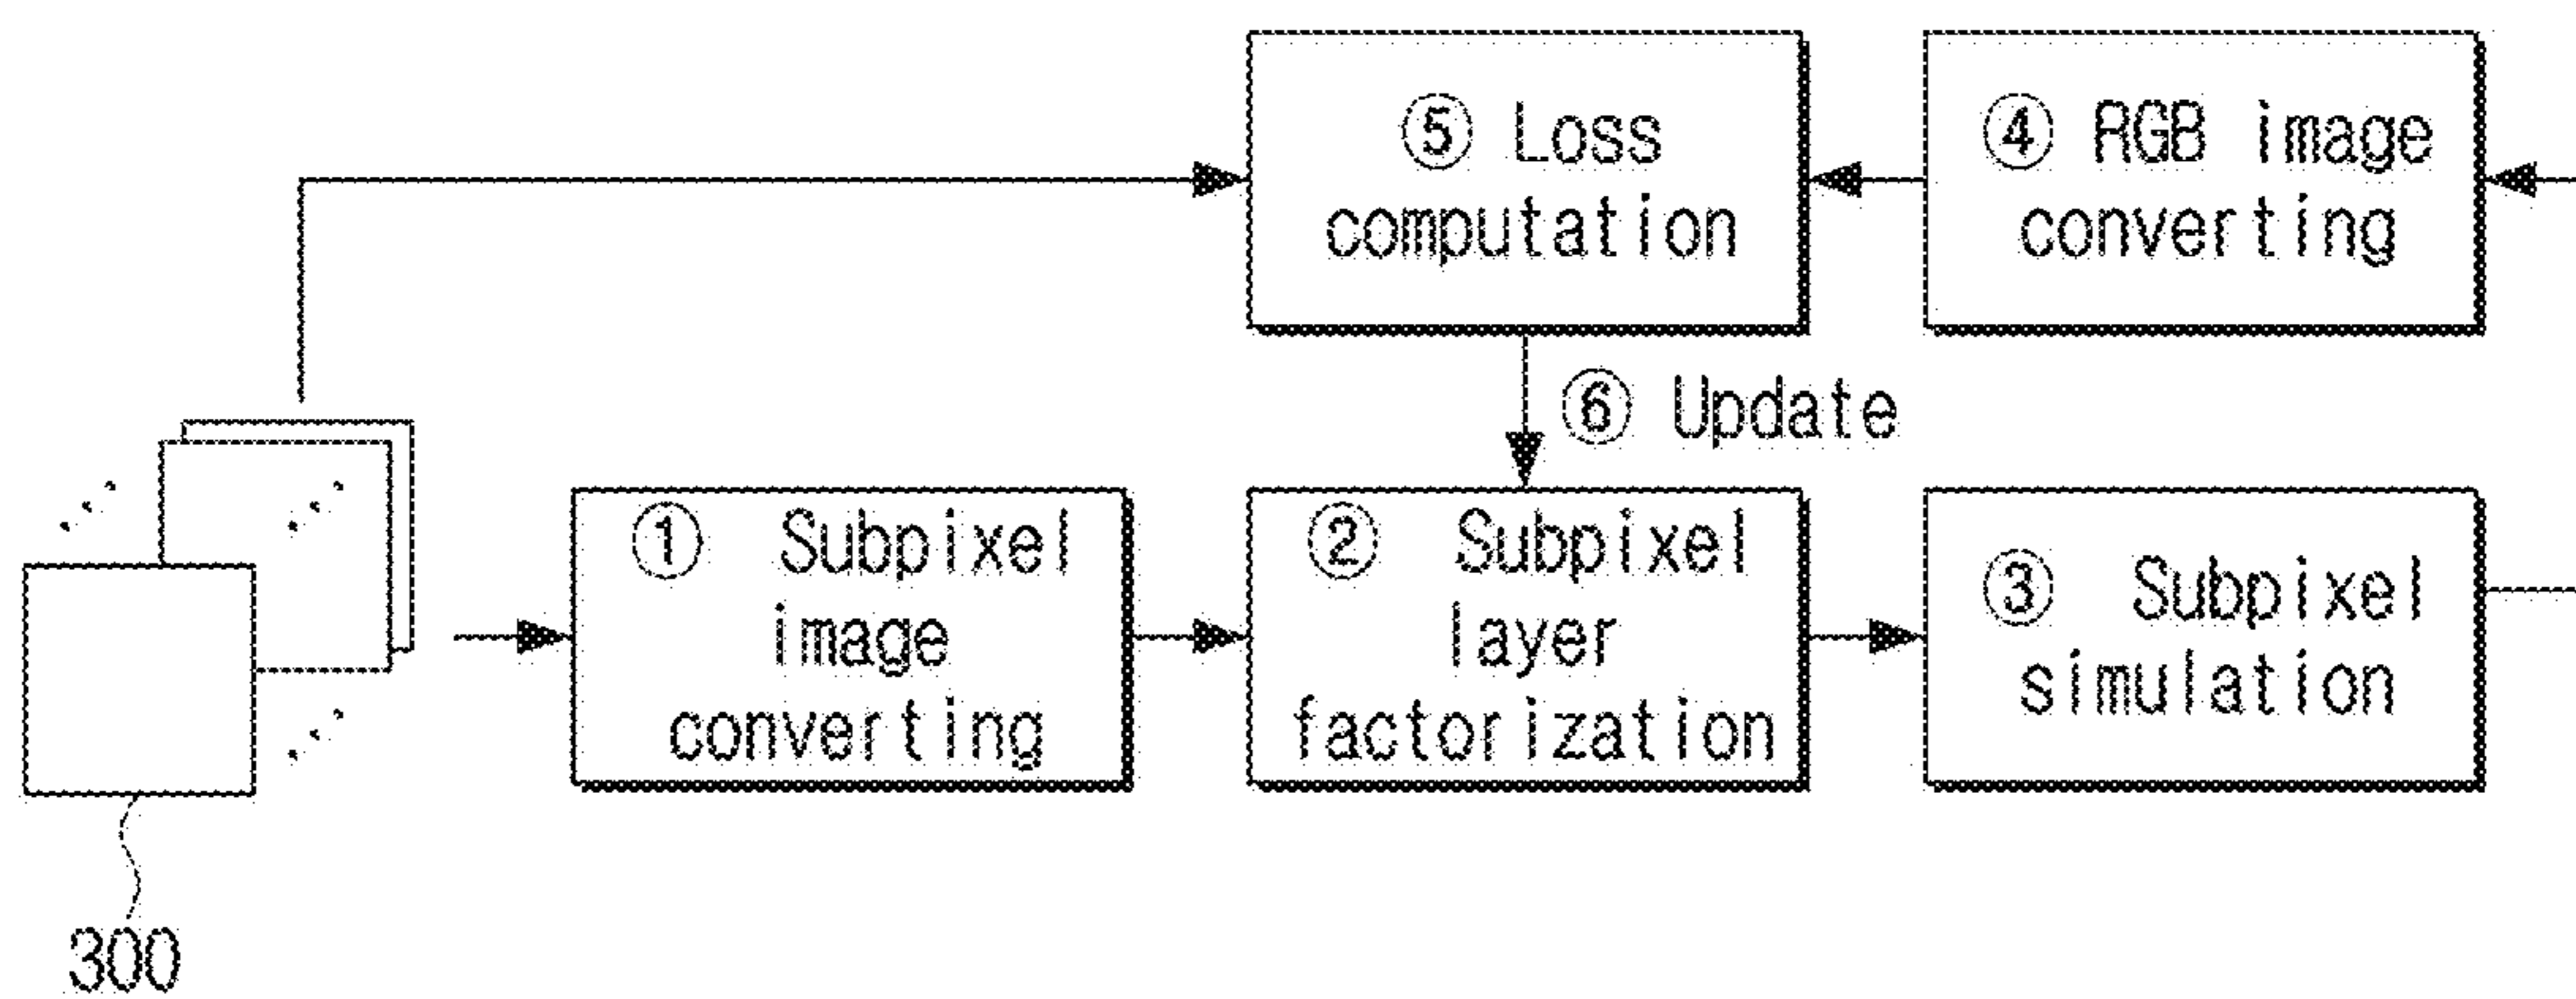 ⑤ Loss
computation
④ RGB image
converting
⑥ Update
① Subpixel
image
converting
② Subpixel
layer
factorization
③ Subpixel
simulation
300